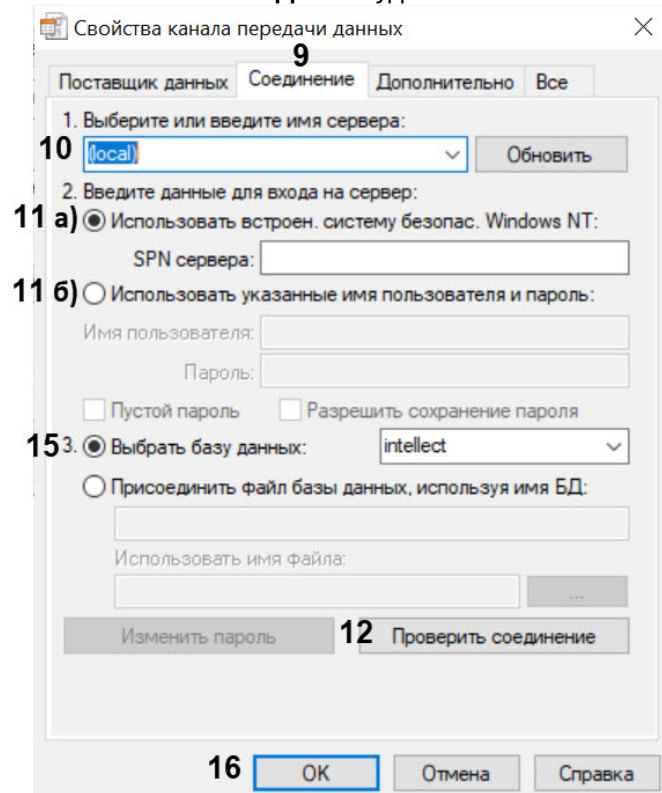 Свойства канала передачи данных
9
Поставщик данных Соединение Дополнительно Все
1. Выберите или введите имя сервера:
10 (local) Обновить
2. Введите данные для входа на сервер:
11 а) Использовать встроен. систему безопас. Windows NT:
SPN сервера:
11 б) Использовать указанные имя пользователя и пароль:
Имя пользователя:
Пароль:
Пустой пароль Разрешить сохранение пароля
15 3. Выбрать базу данных: intellect
Присоединить файл базы данных, используя имя БД:
Использовать имя файла:
...
Изменить пароль 12 Проверить соединение
16 ОК Отмена Справка